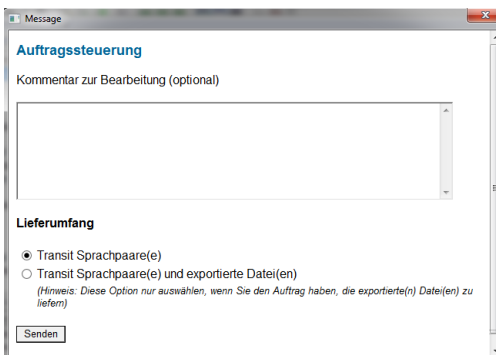 Message
Auftragssteuerung
Kommentar zur Bearbeitung (optional)
Lieferumfang
Transit Sprachpaare(e)
Transit Sprachpaare(e) und exportierte Datei(en)
(Hinweis: Diese Option nur auswählen, wenn Sie den Auftrag haben, die exportierte(n) Datei(en) zu
liefern)
Senden